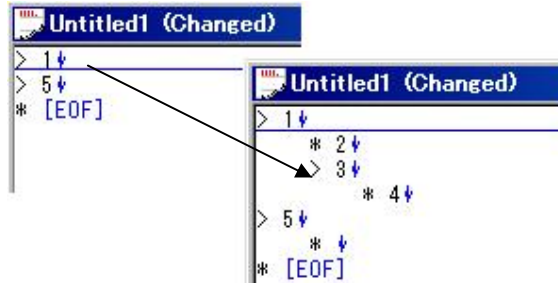 Untitled1 (Changed)
> 1↓
> 5↓
* [EOF]
Untitled1 (Changed)
> 1↓
* 2↓
> 3↓
* 4↓
> 5↓
* ↓
* [EOF]